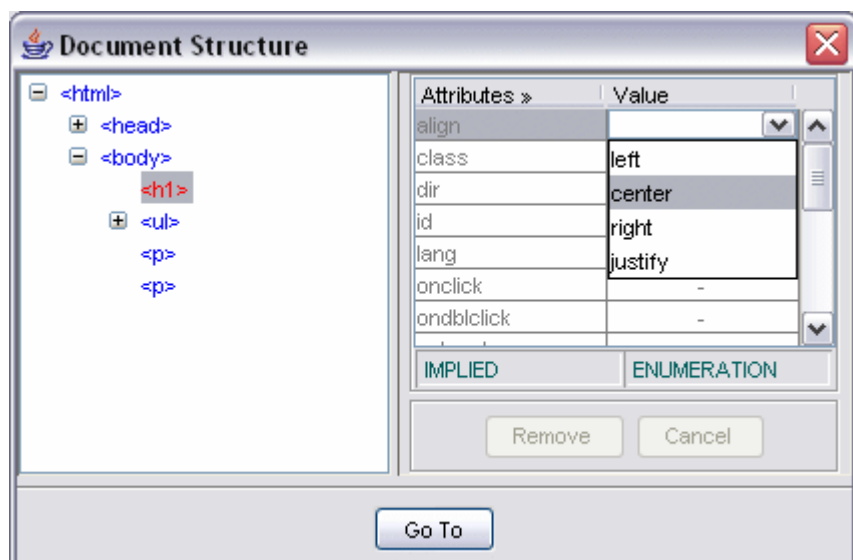 Document Structure
<html>
<head>
<body>
<h1>
<ul>
<p>
<p>
Attributes » Value
align
class
dir
id
lang
onclick -
ondblclick -
left
center
right
justify
IMPLIED ENUMERATION
Remove Cancel
Go To